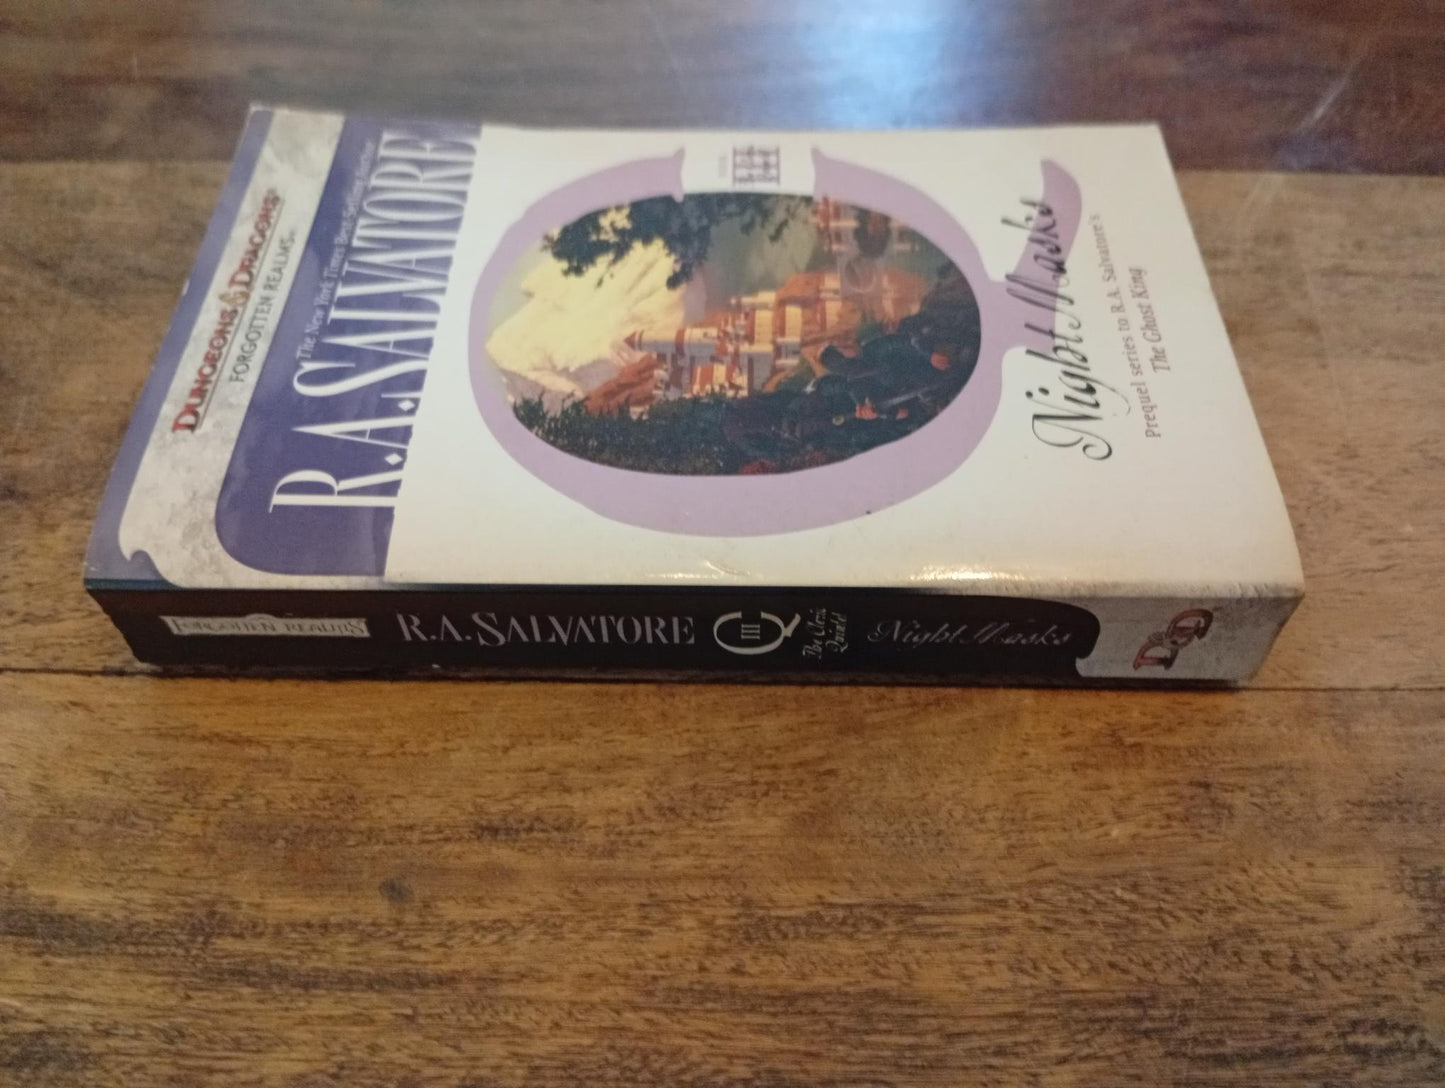 DUNGEONS & DRAGONS
FORGOTTEN REALMS
The New York Times Best-Selling Author
R.A. SALVATORE
BOOK
III
Night Masks
Prequel series to R.A. Salvatore's
The Ghost King
FORGOTTEN REALMS
R.A. SALVATORE
III
The Cleric
Quintet
Night Masks
D&D